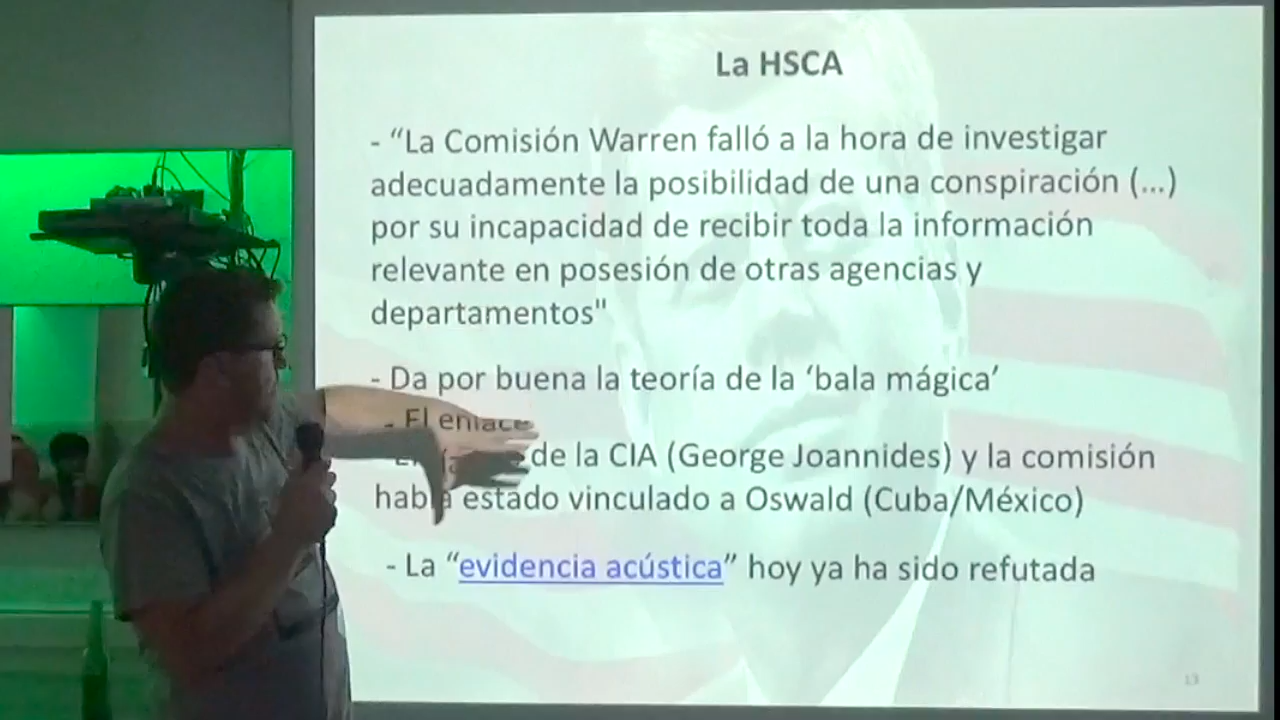 La HSCA
- “La Comisión Warren falló a la hora de investigar
adecuadamente la posibilidad de una conspiración (...)
por su incapacidad de recibir toda la información
relevante en posesión de otras agencias y
departamentos"
- Da por buena la teoría de la ‘bala mágica’
- El enlace
de la CIA (George Joannides) y la comisión
había estado vinculado a Oswald (Cuba/México)
- La “evidencia acústica” hoy ya ha sido refutada
13